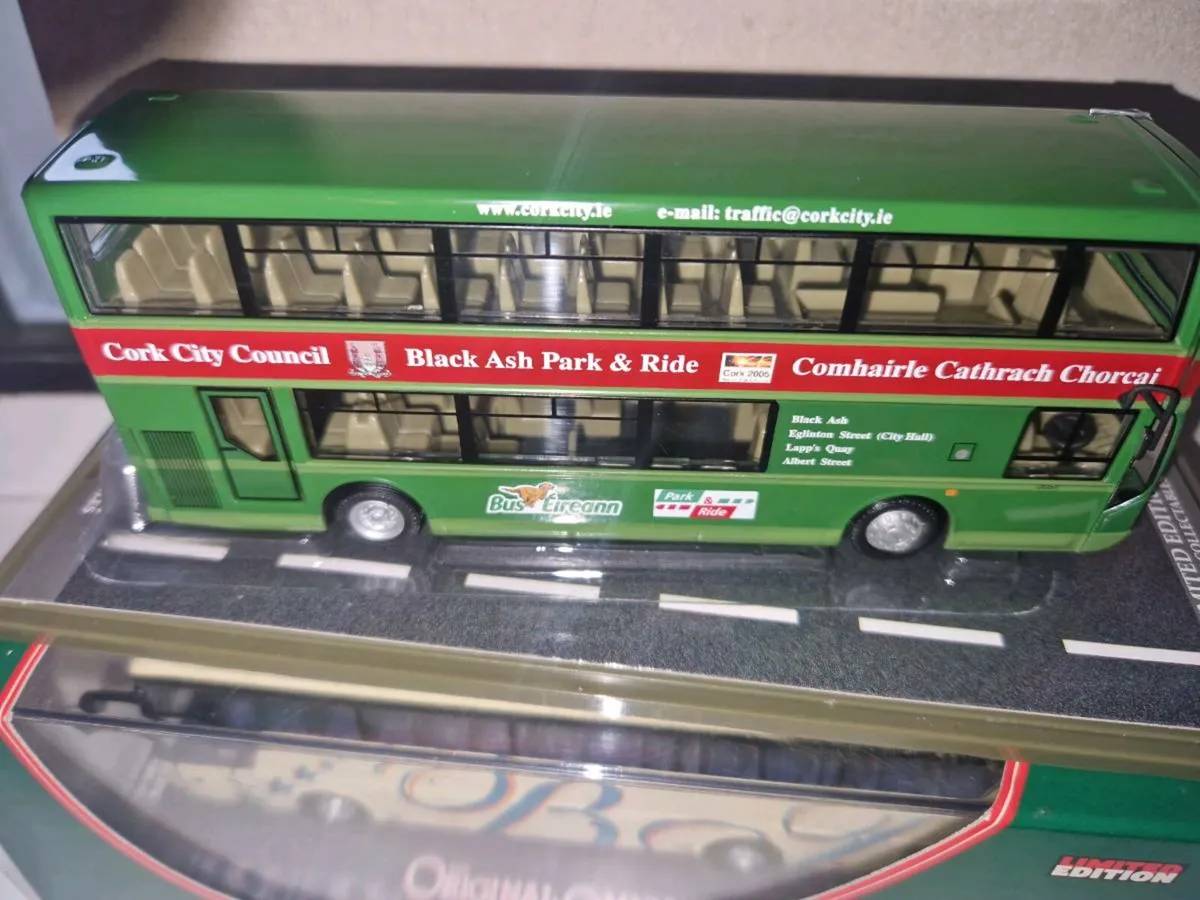 www.corkcity.ie e-mail: traffic@corkcity.ie
Cork City Council Black Ash Park & Ride Cork 2005 Comhairle Cathrach Chorcai
Black Ash
Eglinton Street (City Hall)
Lapp's Quay
Albert Street
Bus Éireann
Park & Ride
LIMITED EDITION
ORIGINAL